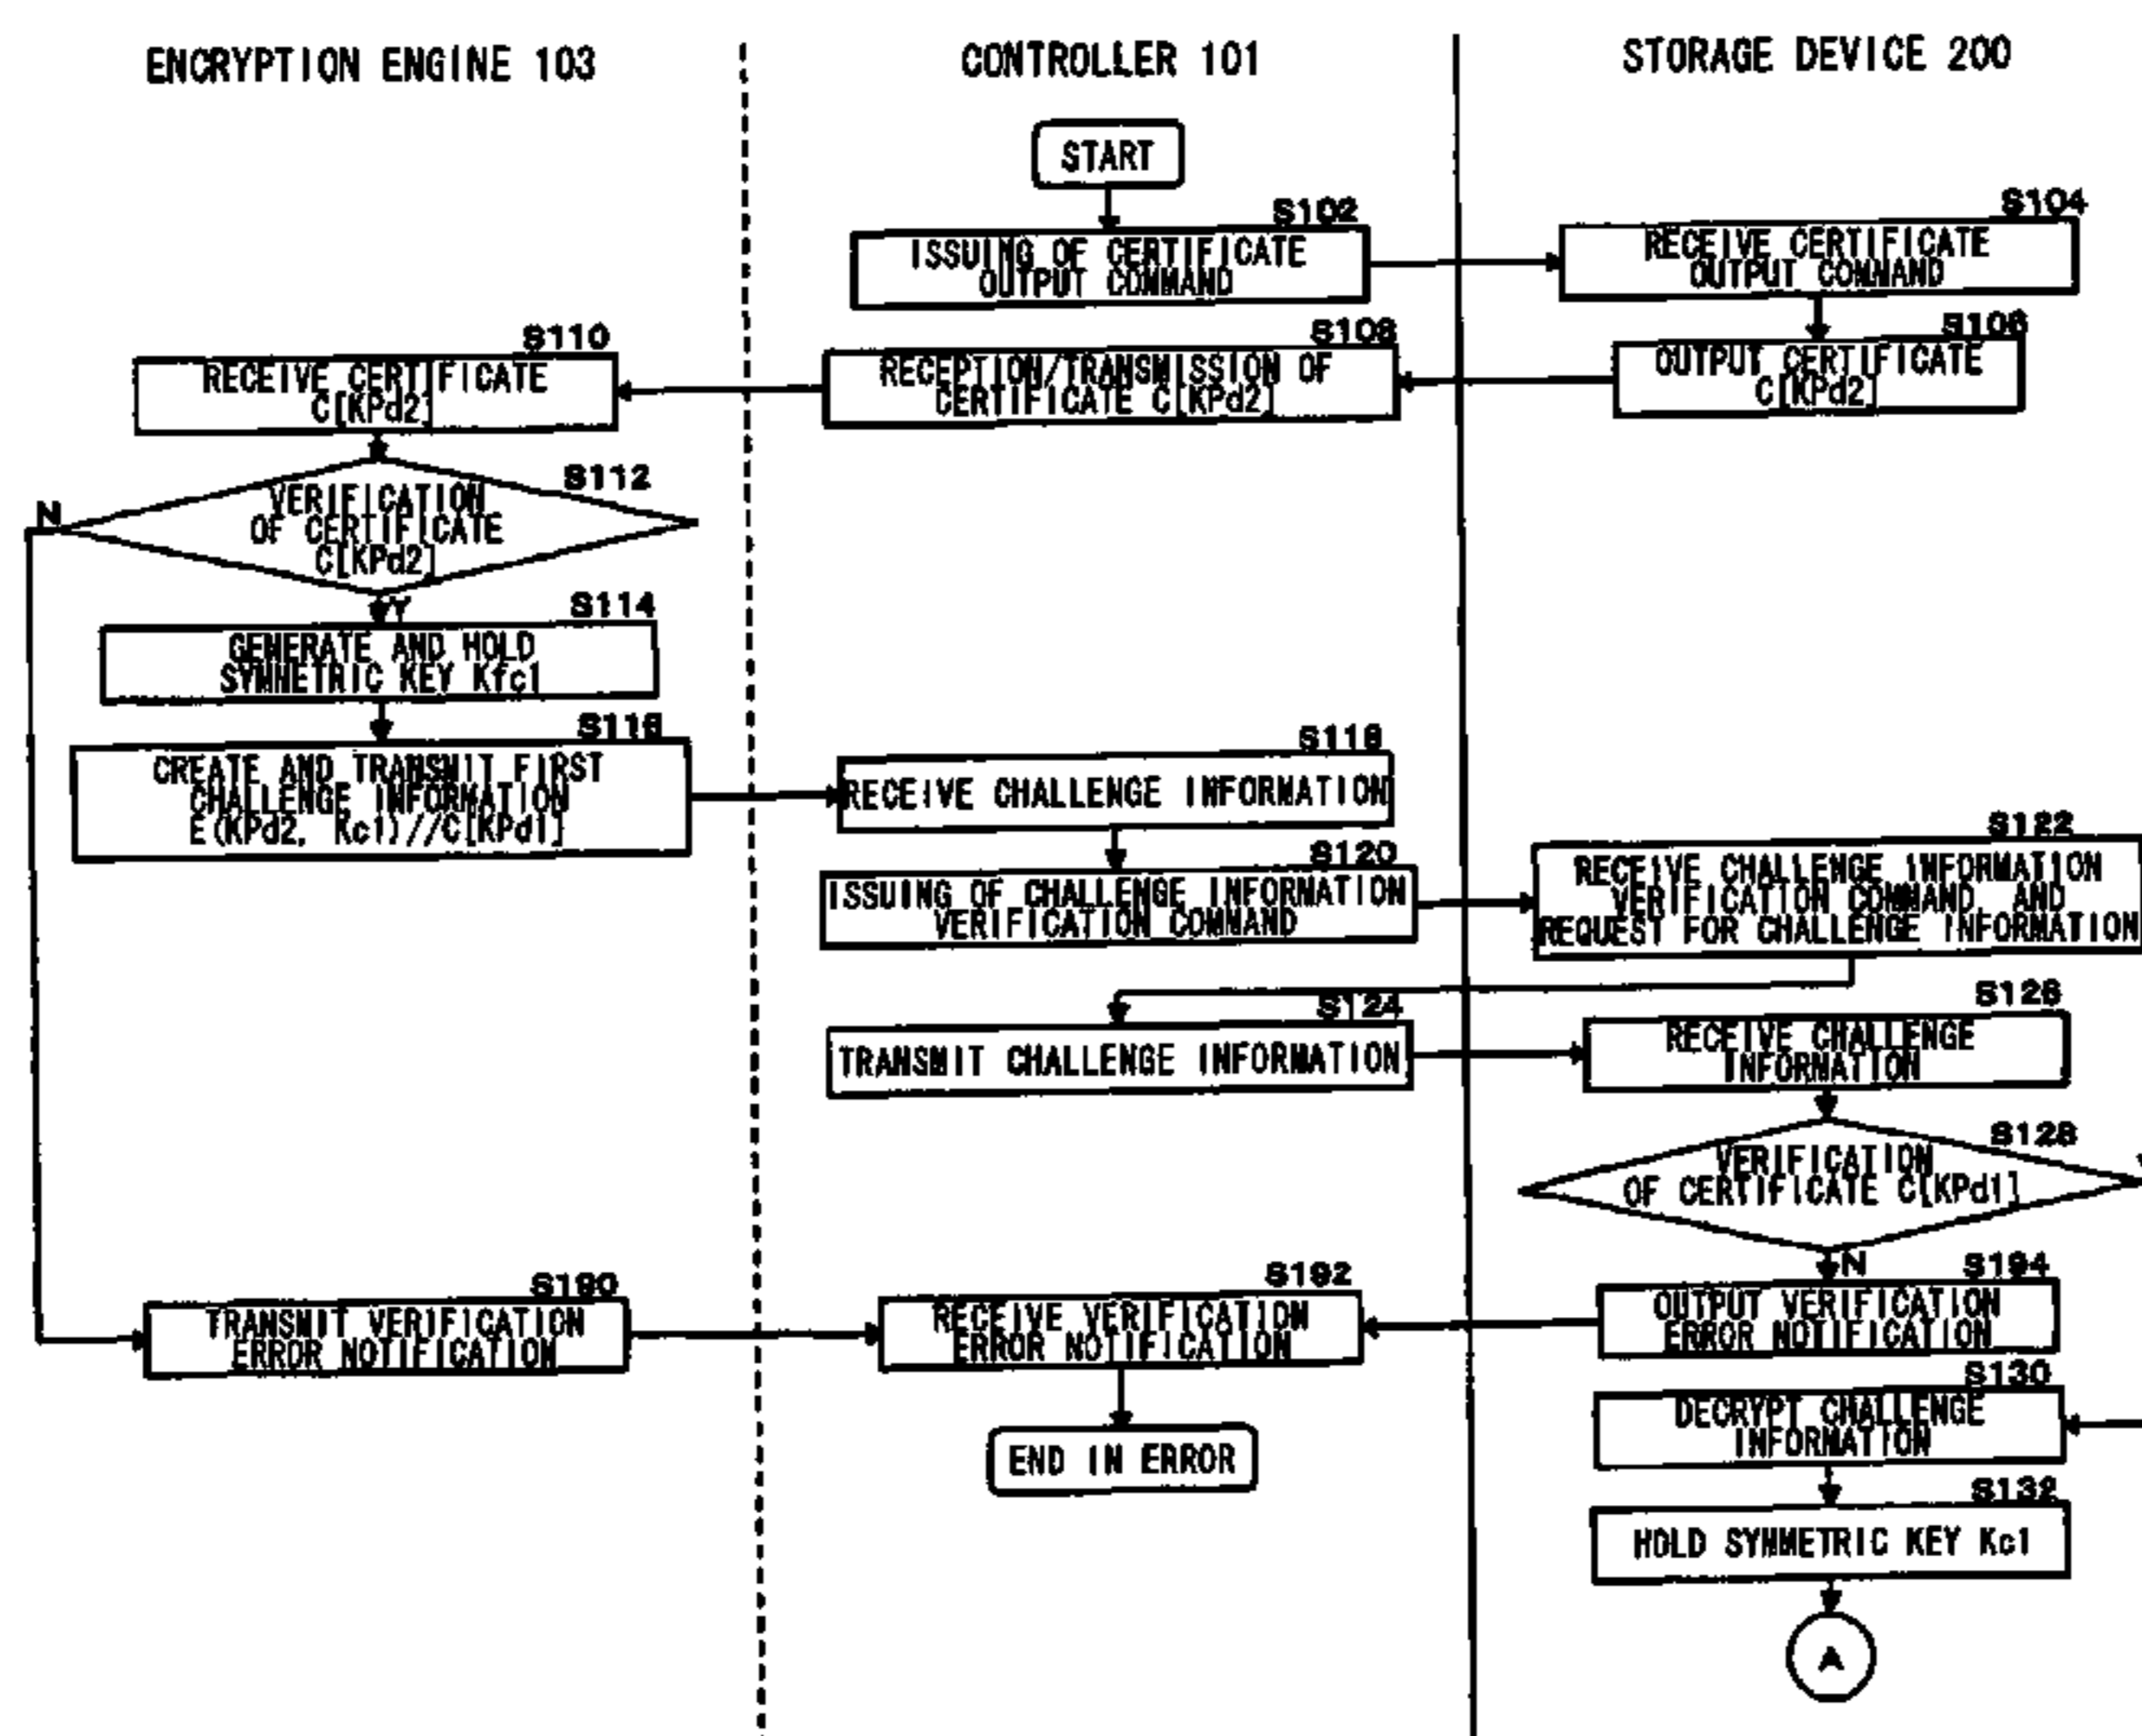 ENCRYPTION ENGINE 103
CONTROLLER 101
STORAGE DEVICE 200
START
S102
ISSUING OF CERTIFICATE
OUTPUT COMMAND
S104
RECEIVE CERTIFICATE
OUTPUT COMMAND
S106
OUTPUT CERTIFICATE
C[KPd2]
S108
RECEPTION/TRANSMISSION OF
CERTIFICATE C[KPd2]
S110
RECEIVE CERTIFICATE
C[KPd2]
S112
VERIFICATION
OF CERTIFICATE
C[KPd2]
N
Y
S114
GENERATE AND HOLD
SYMMETRIC KEY Kfc1
S116
CREATE AND TRANSMIT FIRST
CHALLENGE INFORMATION
E(KPd2, Kc1)//C[KPd1]
S118
RECEIVE CHALLENGE INFORMATION
S120
ISSUING OF CHALLENGE INFORMATION
VERIFICATION COMMAND
S122
RECEIVE CHALLENGE INFORMATION
VERIFICATION COMMAND AND
REQUEST FOR CHALLENGE INFORMATION
S124
TRANSMIT CHALLENGE INFORMATION
S126
RECEIVE CHALLENGE
INFORMATION
S128
VERIFICATION
OF CERTIFICATE C[KPd1]
N
S190
TRANSMIT VERIFICATION
ERROR NOTIFICATION
S192
RECEIVE VERIFICATION
ERROR NOTIFICATION
S194
OUTPUT VERIFICATION
ERROR NOTIFICATION
END IN ERROR
S130
DECRYPT CHALLENGE
INFORMATION
S132
HOLD SYMMETRIC KEY Kc1
A